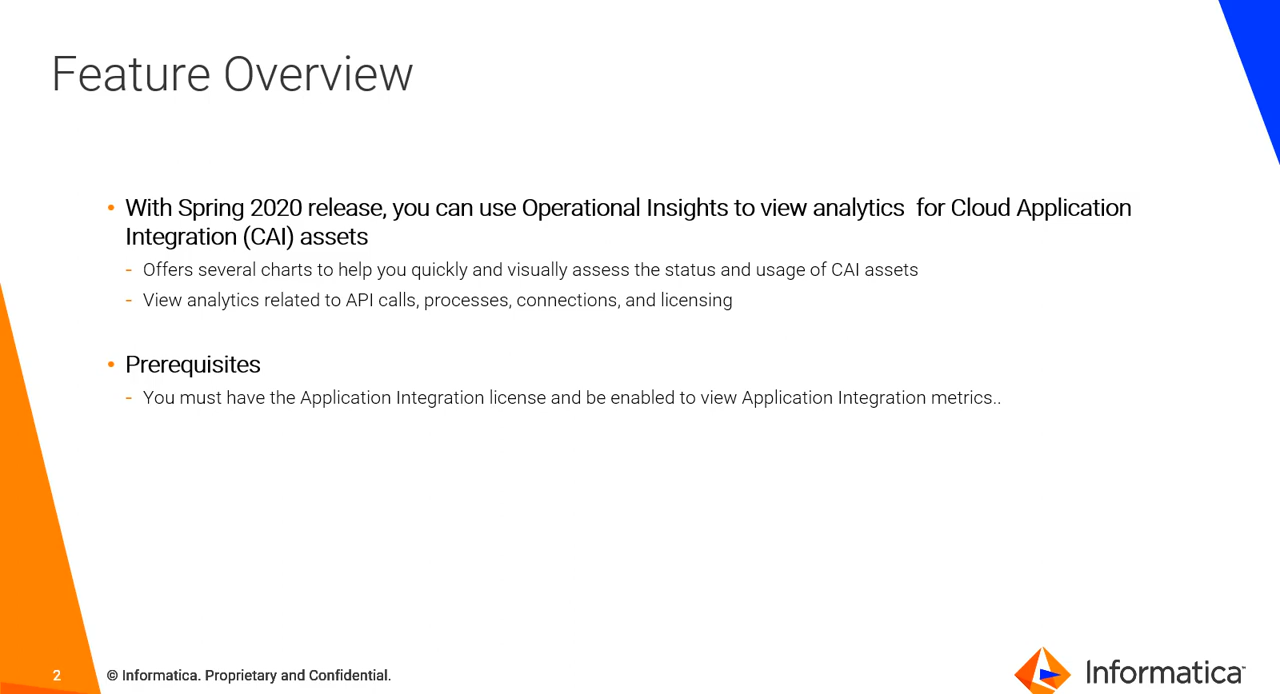 Feature Overview
• With Spring 2020 release, you can use Operational Insights to view analytics  for Cloud Application
Integration (CAI) assets
- Offers several charts to help you quickly and visually assess the status and usage of CAI assets
- View analytics related to API calls, processes, connections, and licensing
• Prerequisites
- You must have the Application Integration license and be enabled to view Application Integration metrics..
2
© Informatica. Proprietary and Confidential.
Informatica™